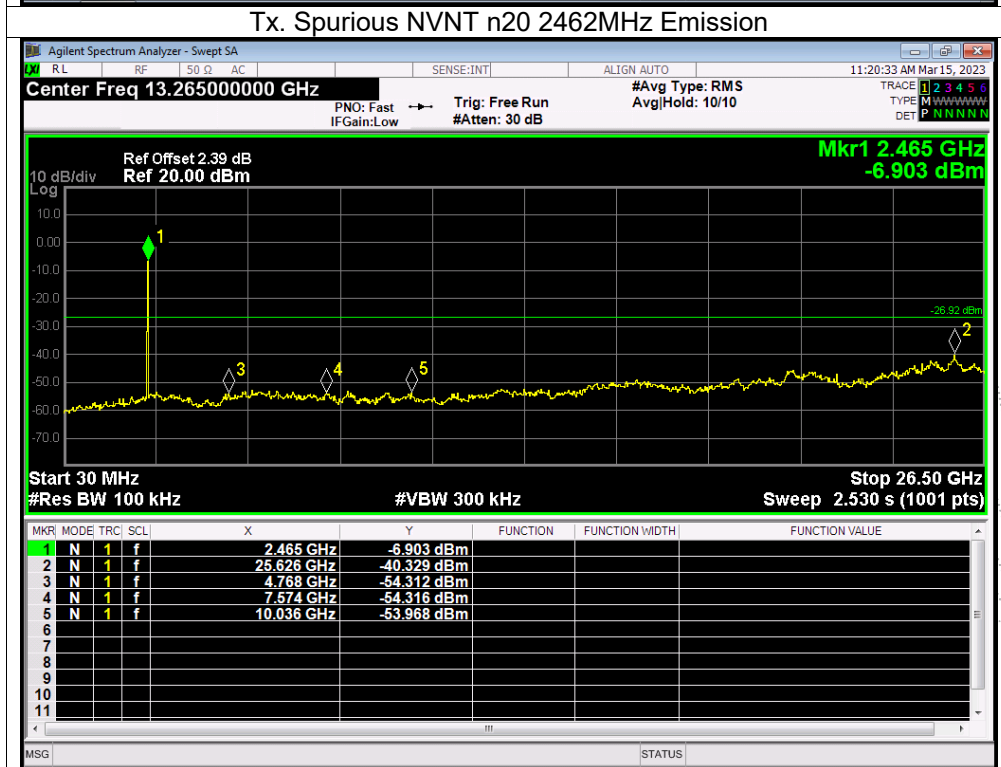 Tx. Spurious NVNT n20 2462MHz Emission
Agilent Spectrum Analyzer - Swept SA
LXI RL RF 50 Ω AC SENSE:INT ALIGN AUTO 11:20:33 AM Mar 15, 2023
Center Freq 13.265000000 GHz #Avg Type: RMS TRACE 1 2 3 4 5 6
PNO: Fast Trig: Free Run Avg|Hold: 10/10 TYPE M WWWWW
IFGain:Low #Atten: 30 dB DET P N N N N N
Mkr1 2.465 GHz
Ref Offset 2.39 dB
10 dB/div Ref 20.00 dBm -6.903 dBm
Log
10.0
0.00
-10.0
-20.0
-30.0
-40.0
-50.0
-60.0
-70.0
1
-26.92 dBm
2
3
4
5
Start 30 MHz Stop 26.50 GHz
#Res BW 100 kHz #VBW 300 kHz Sweep 2.530 s (1001 pts)
MKR MODE TRC SCL X Y FUNCTION FUNCTION WIDTH FUNCTION VALUE
1 N 1 f 2.465 GHz -6.903 dBm
2 N 1 f 25.626 GHz -40.329 dBm
3 N 1 f 4.768 GHz -54.312 dBm
4 N 1 f 7.574 GHz -54.316 dBm
5 N 1 f 10.036 GHz -53.968 dBm
6
7
8
9
10
11
MSG STATUS